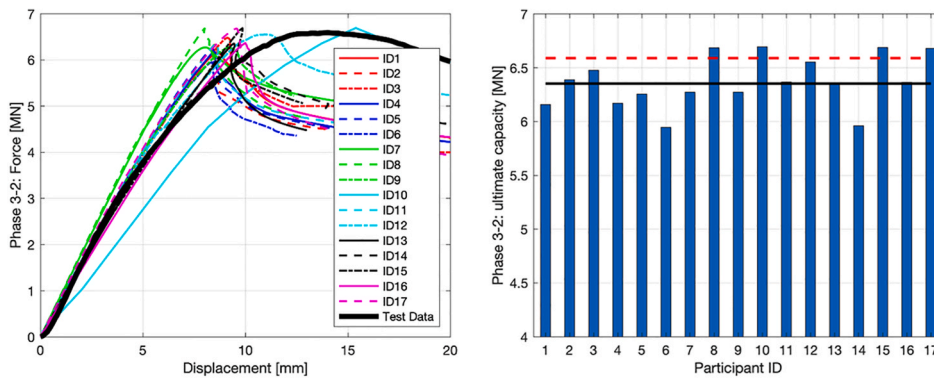 Phase 3-2: Force [MN]
7
6
5
4
3
2
1
0
0 5 10 15 20
Displacement [mm]
ID1
ID2
ID3
ID4
ID5
ID6
ID7
ID8
ID9
ID10
ID11
ID12
ID13
ID14
ID15
ID16
ID17
Test Data
Phase 3-2: ultimate capacity [MN]
7
6.5
6
5.5
5
4.5
4
1 2 3 4 5 6 7 8 9 10 11 12 13 14 15 16 17
Participant ID